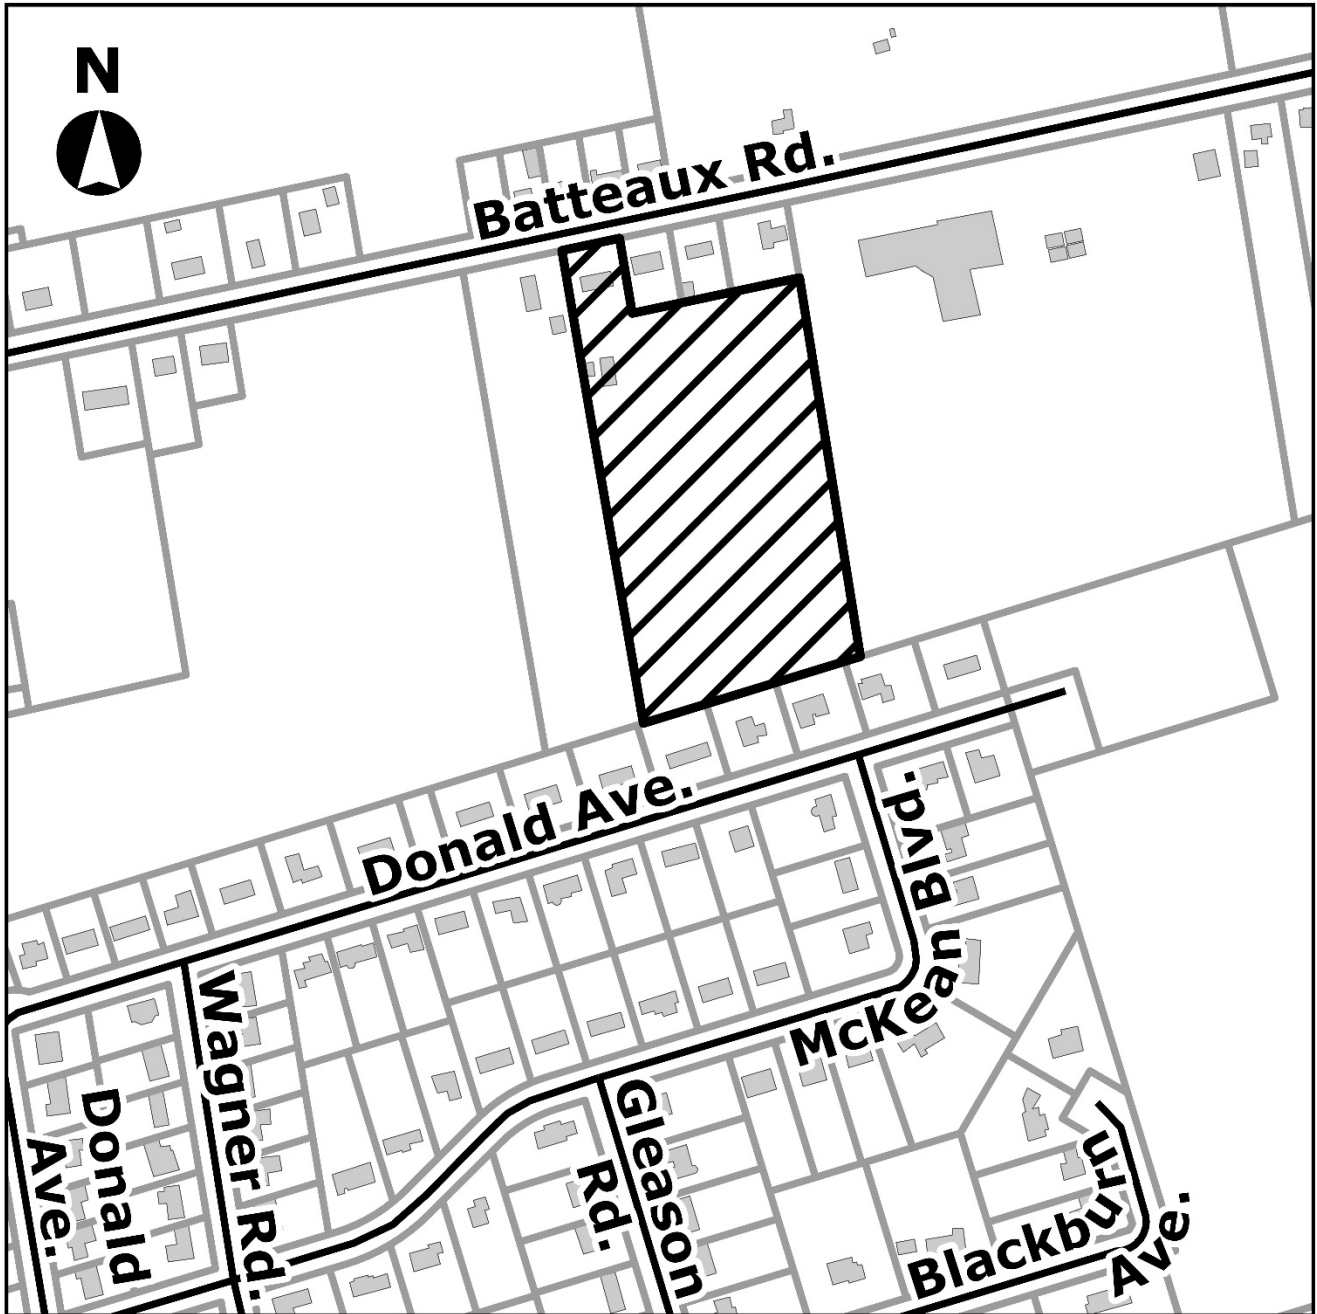 N
Batteaux Rd.
Donald Ave.
McKean Blvd.
Wagner Rd.
Donald
Ave.
Gleason
Rd.
Blackburn
Ave.